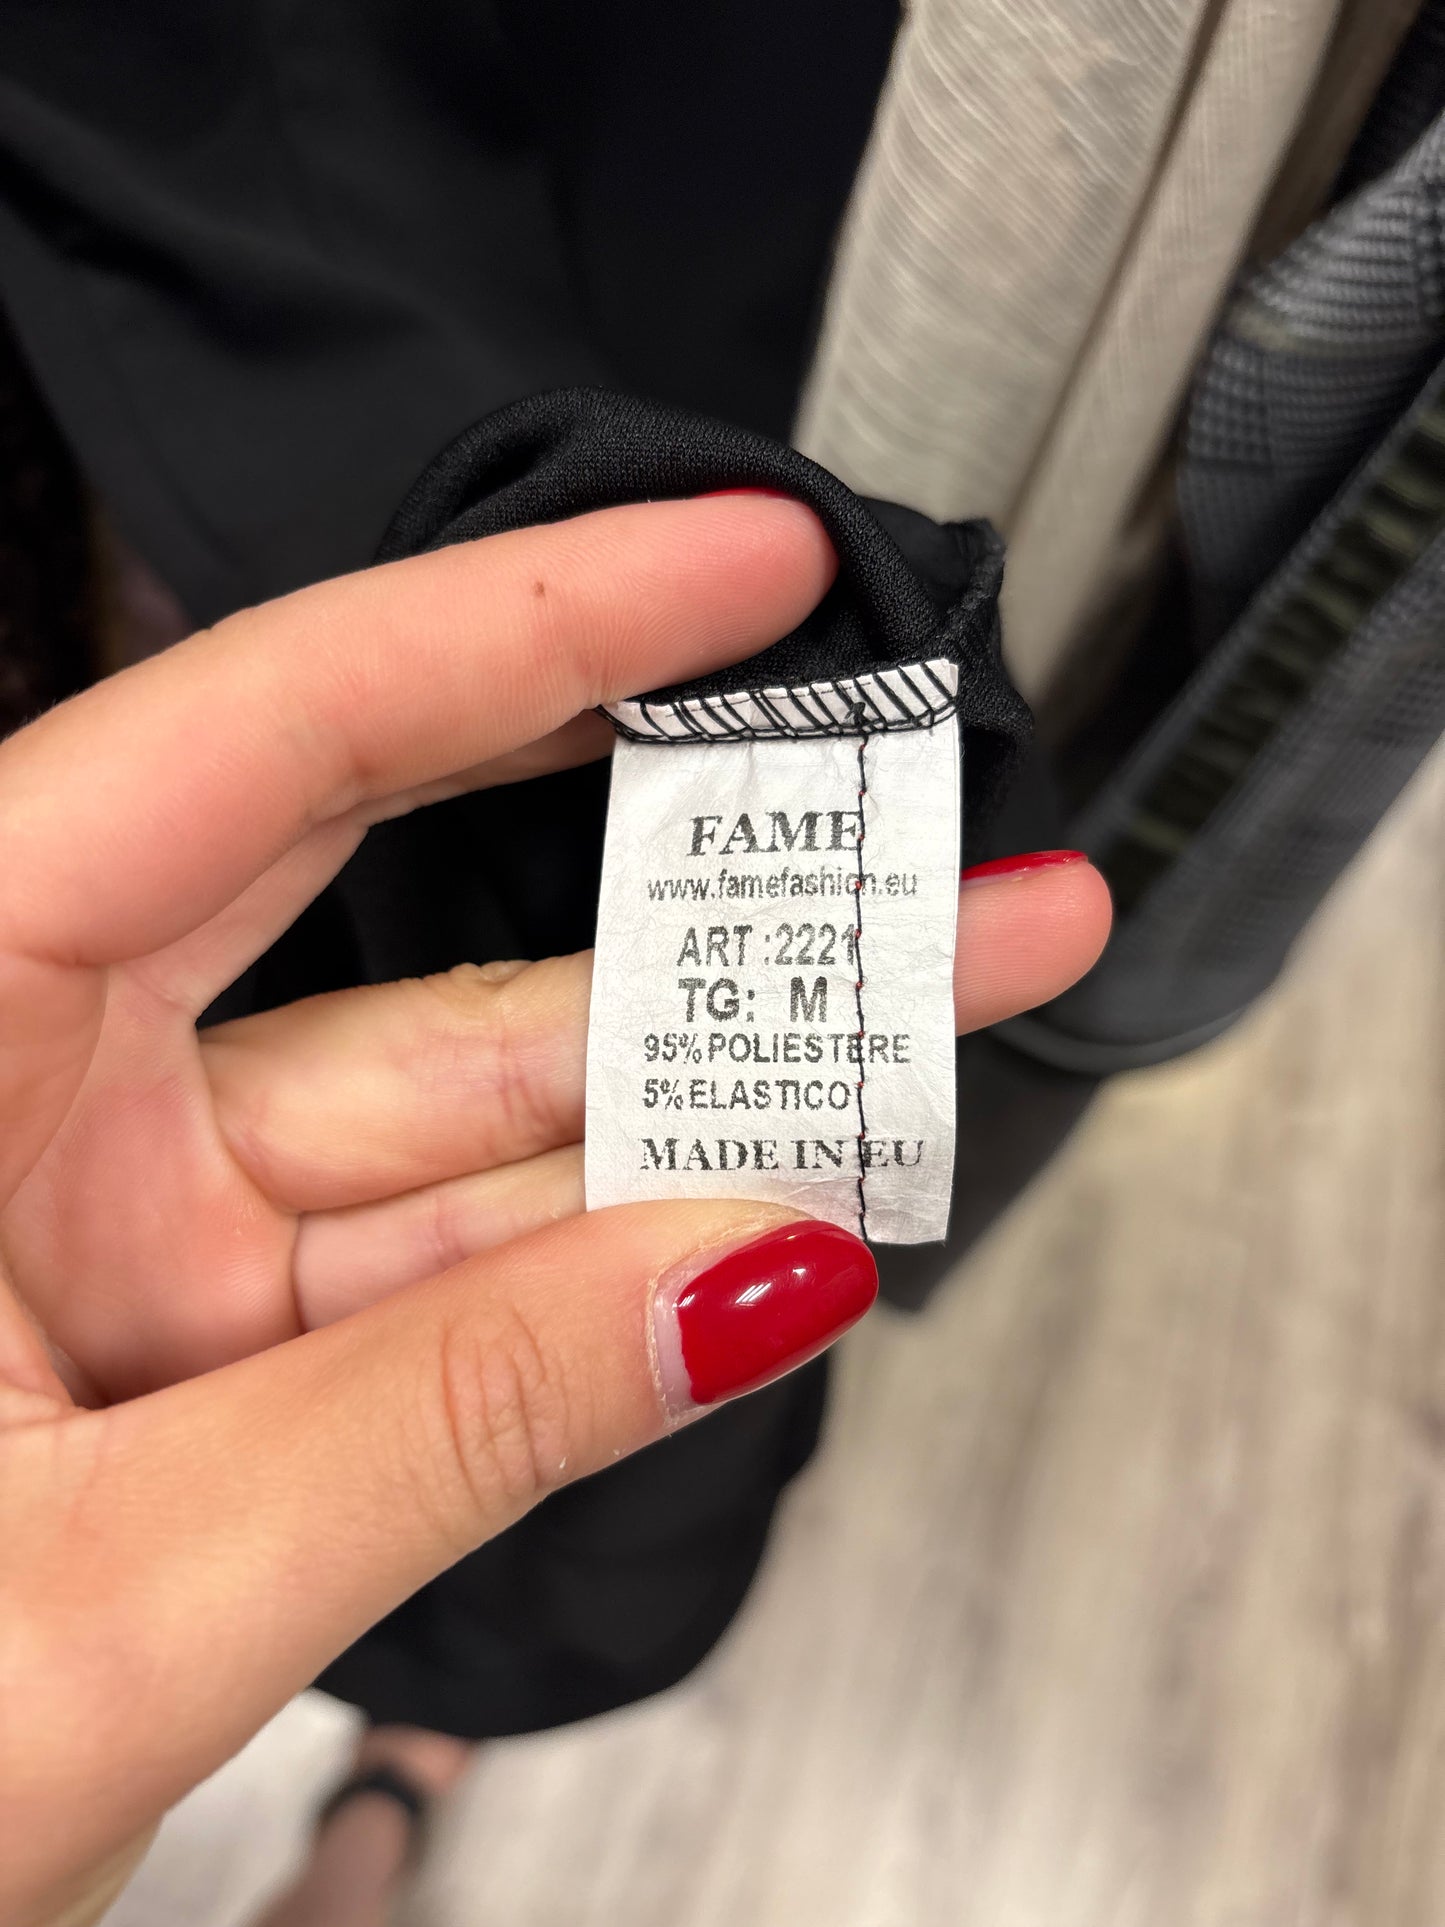 FAME
www.famefashion.eu
ART :2221
TG: M
95% POLIESTERE
5% ELASTICO
MADE IN EU